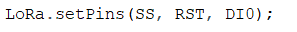 LoRa.setPins(SS, RST, DI0);